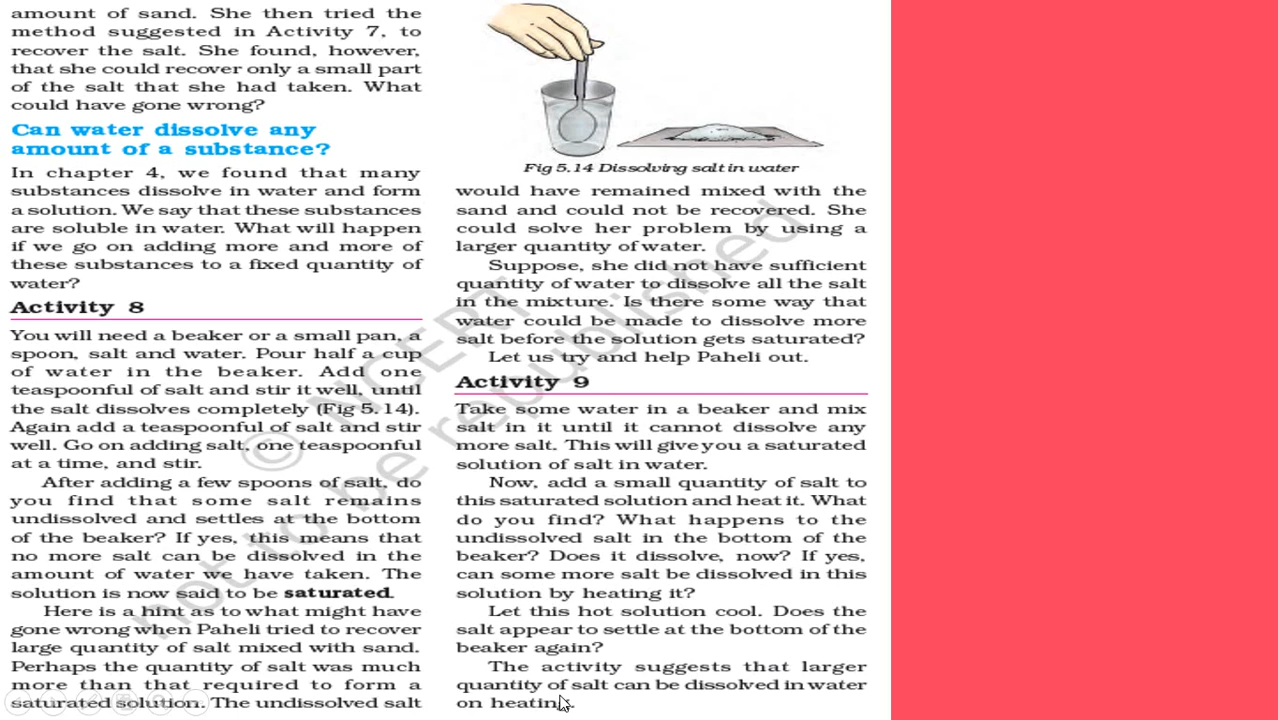 amount of sand. She then tried the
method suggested in Activity 7, to
recover the salt. She found, however,
that she could recover only a small part
of the salt that she had taken. What
could have gone wrong?
Can water dissolve any
amount of a substance?
In chapter 4, we found that many
substances dissolve in water and form
a solution. We say that these substances
are soluble in water. What will happen
if we go on adding more and more of
these substances to a fixed quantity of
water?
Activity 8
You will need a beaker or a small pan, a
spoon, salt and water. Pour half a cup
of water in the beaker. Add one
teaspoonful of salt and stir it well, until
the salt dissolves completely (Fig 5.14).
Again add a teaspoonful of salt and stir
well. Go on adding salt, one teaspoonful
at a time, and stir.
After adding a few spoons of salt, do
you find that some salt remains
undissolved and settles at the bottom
of the beaker? If yes, this means that
no more salt can be dissolved in the
amount of water we have taken. The
solution is now said to be saturated.
Here is a hint as to what might have
gone wrong when Paheli tried to recover
large quantity of salt mixed with sand.
Perhaps the quantity of salt was much
more than that required to form a
saturated solution. The undissolved salt
Fig 5.14 Dissolving salt in water
would have remained mixed with the
sand and could not be recovered. She
could solve her problem by using a
larger quantity of water.
Suppose, she did not have sufficient
quantity of water to dissolve all the salt
in the mixture. Is there some way that
water could be made to dissolve more
salt before the solution gets saturated?
Let us try and help Paheli out.
Activity 9
Take some water in a beaker and mix
salt in it until it cannot dissolve any
more salt. This will give you a saturated
solution of salt in water.
Now, add a small quantity of salt to
this saturated solution and heat it. What
do you find? What happens to the
undissolved salt in the bottom of the
beaker? Does it dissolve, now? If yes,
can some more salt be dissolved in this
solution by heating it?
Let this hot solution cool. Does the
salt appear to settle at the bottom of the
beaker again?
The activity suggests that larger
quantity of salt can be dissolved in water
on heating.
© NCERT
not to be republished